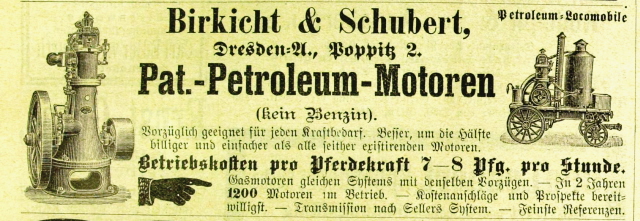 Birkicht & Schubert,
Petroleum-Locomobile
Dresden-A., Poppitz 2.
Pat.-Petroleum-Motoren
(kein Benzin).
Vorzüglich geeignet für jeden Kraftbedarf. Besser, um die Hälfte
billiger und einfacher als alle seither existirenden Motoren.
Betriebskosten pro Pferdekraft 7—8 Pfg. pro Stunde.
Gasmotoren gleichen Systems mit denselben Vorzügen. — In 2 Jahren
1200 Motoren im Betrieb. — Kostenanschläge und Prospekte bereit-
willigst. — Transmission nach Sellers System. — Feinste Referenzen.